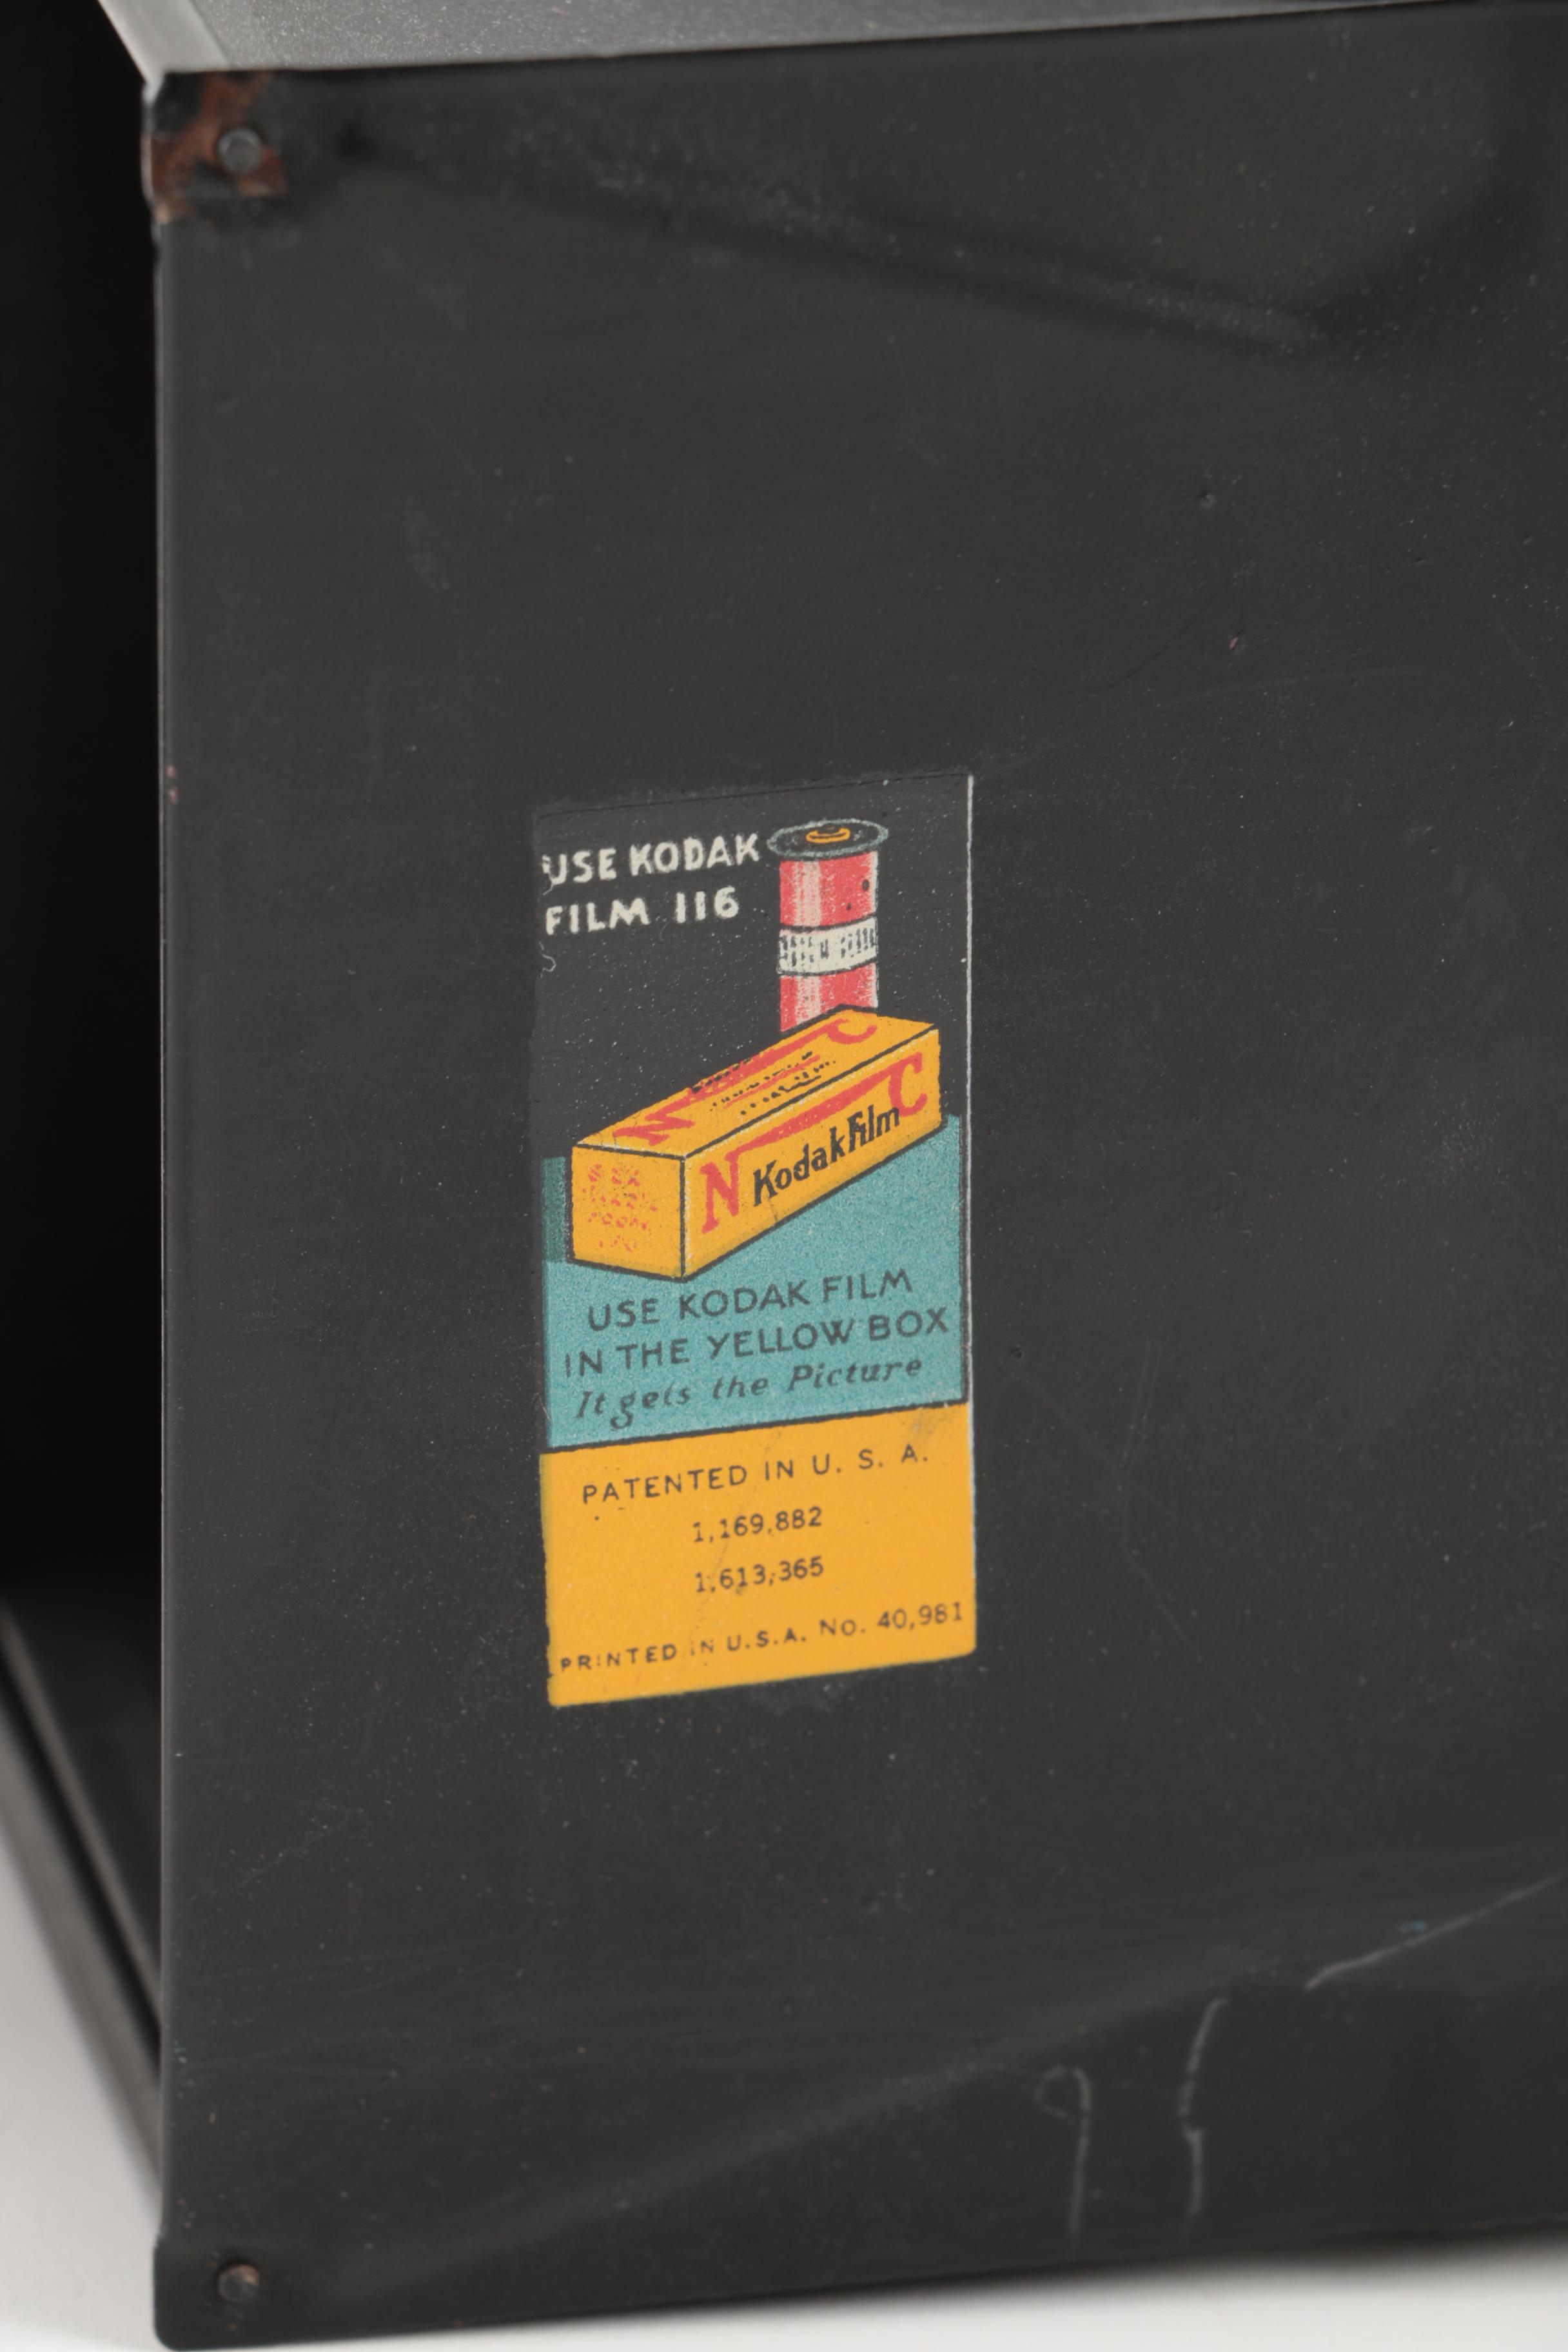 USE KODAK
FILM 116
N C
N Kodak Film C
USE KODAK FILM
IN THE YELLOW BOX
It gets the Picture
PATENTED IN U. S. A.
1,169,882
1,613,365
PRINTED IN U.S.A. No. 40,981